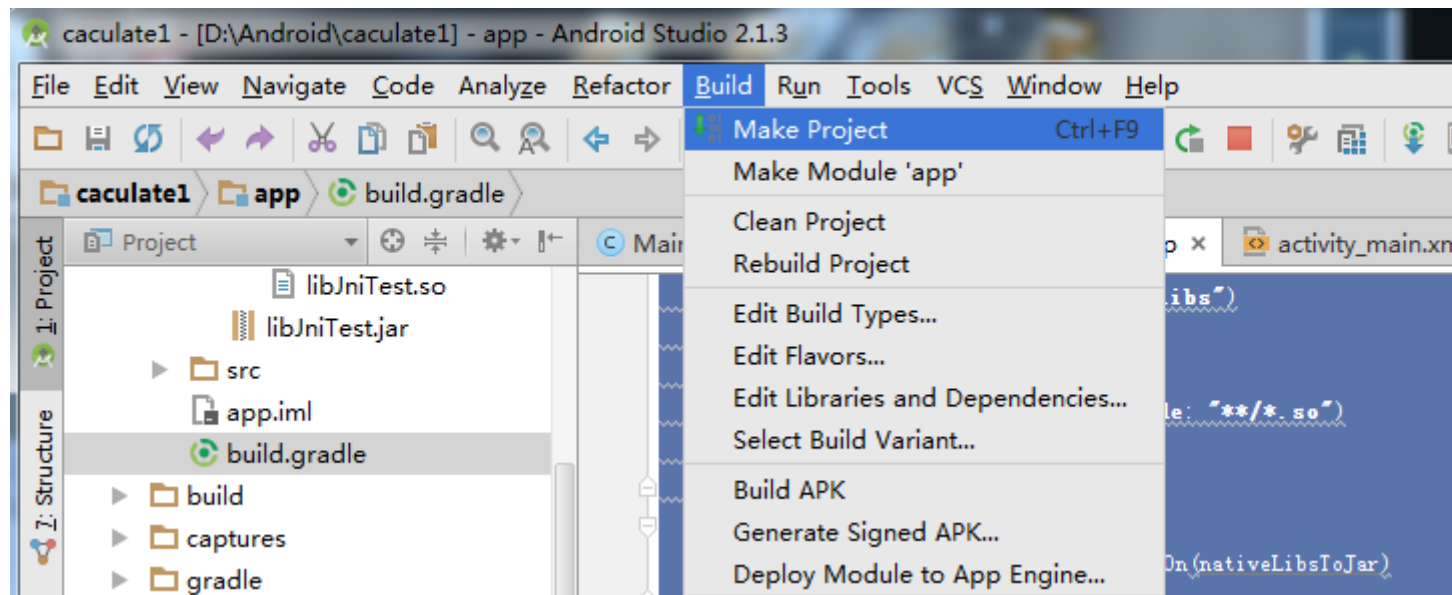 caculate1 - [D:\Android\caculate1] - app - Android Studio 2.1.3
File Edit View Navigate Code Analyze Refactor Build Run Tools VCS Window Help
Make Project Ctrl+F9
Make Module 'app'
caculate1 app build.gradle
Clean Project
1: Project
Project
activity_main.xm
Rebuild Project
libJniTest.so
ibs")
Edit Build Types...
libJniTest.jar
Edit Flavors...
src
Edit Libraries and Dependencies...
app.iml
le: "**/*.so")
Select Build Variant...
build.gradle
7: Structure
Build APK
build
Generate Signed APK...
captures
On(nativeLibsToJar)
Deploy Module to App Engine...
gradle